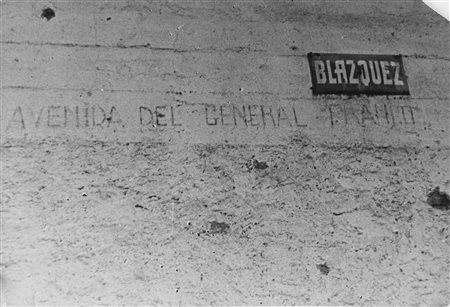 BLAZQUEZ
AVENIDA DEL GENERAL FRANCO